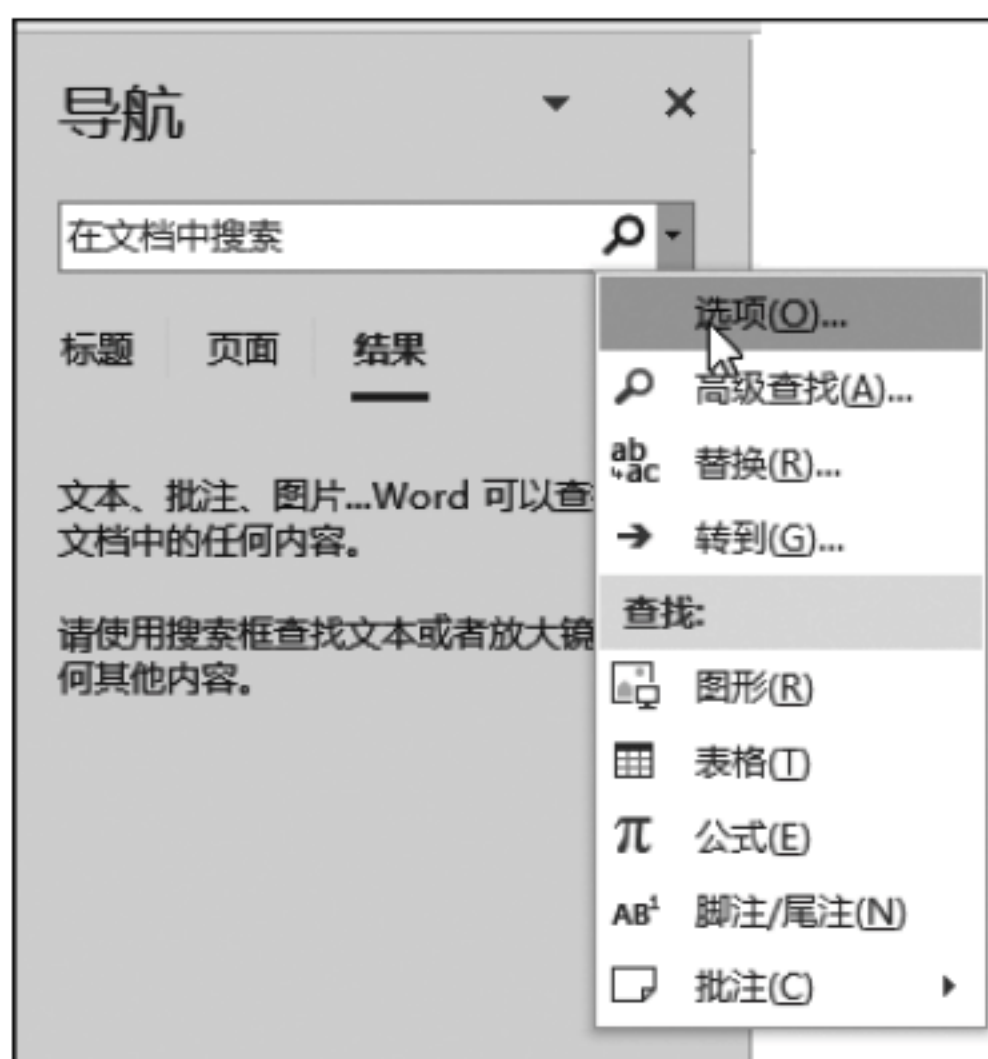 导航
在文档中搜索
标题 页面 结果
文本、批注、图片...Word 可以查
文档中的任何内容。
请使用搜索框查找文本或者放大镜
何其他内容。
选项(O)...
高级查找(A)...
ab
ac
替换(R)...
转到(G)...
查找:
图形(R)
表格(T)
π 公式(E)
AB¹ 脚注/尾注(N)
批注(C)